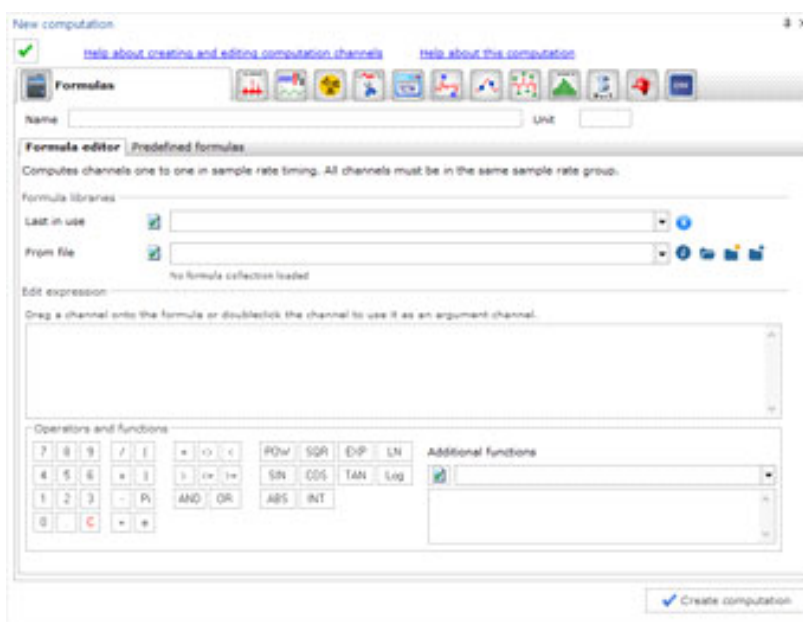 New computation
Help about creating and editing computation channels Help about this computation
Formulas
Name Unit
Formula editor Predefined formulas
Computes channels one to one in sample rate timing. All channels must be in the same sample rate group.
Formula libraries
Last in use
From file
No formula collection loaded
Edit expression
Drag a channel onto the formula or doubleclick the channel to use it as an argument channel.
Operators and functions
7 8 9 / ( = <> < POW SQR EXP LN Additional functions
4 5 6 ) > <= >= SIN COS TAN Log
1 2 3 - Pi AND OR ABS INT
0 . C + e
Create computation